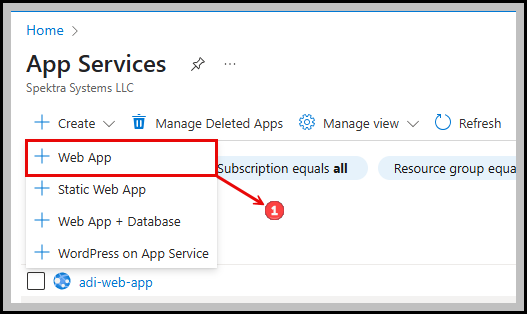 Home >
App Services ...
Spektra Systems LLC
+ Create Manage Deleted Apps Manage view Refresh
+ Web App
Subscription equals all Resource group equa
1
+ Static Web App
+ Web App + Database
+ WordPress on App Service
adi-web-app